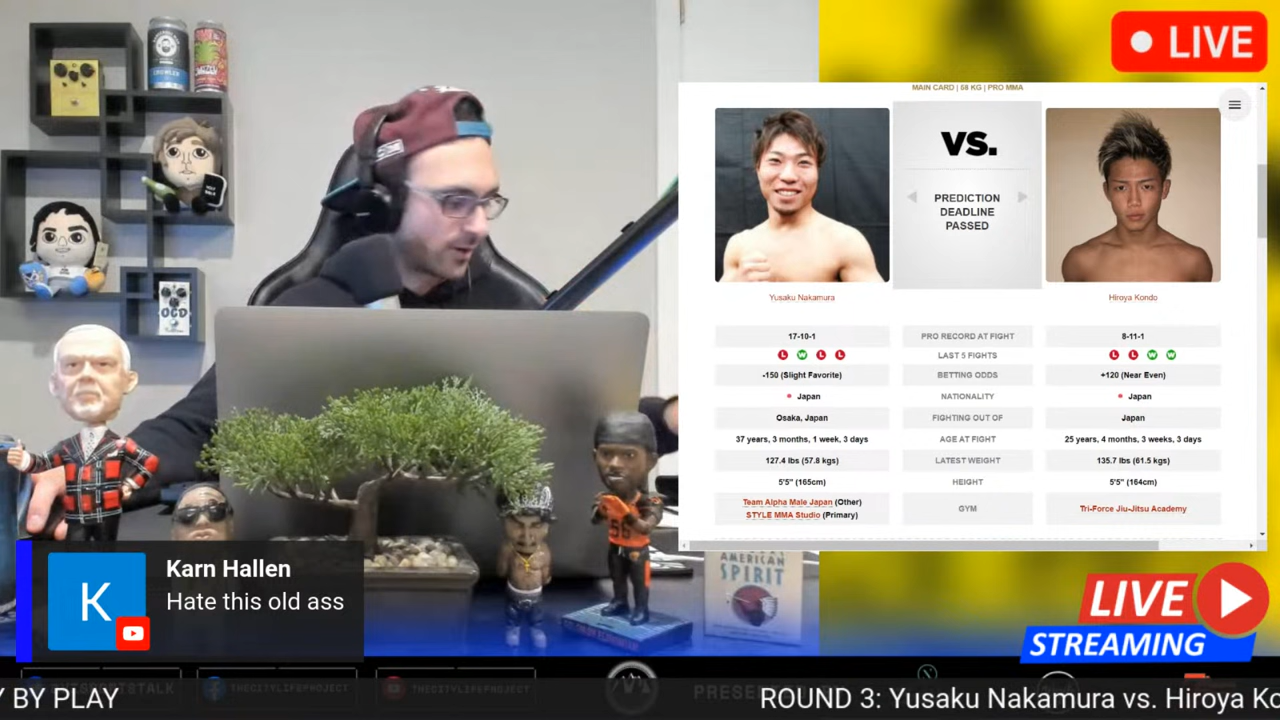 LIVE
MAIN CARD | 58 KG | PRO MMA
VS.
PREDICTION
DEADLINE
PASSED
Yusaku Nakamura
Hiroya Kondo
17-10-1 PRO RECORD AT FIGHT 8-11-1
L W L L LAST 5 FIGHTS L L W W
-150 (Slight Favorite) BETTING ODDS +120 (Near Even)
Japan NATIONALITY Japan
Osaka, Japan FIGHTING OUT OF Japan
37 years, 3 months, 1 week, 3 days AGE AT FIGHT 25 years, 4 months, 3 weeks, 3 days
127.4 lbs (57.8 kgs) LATEST WEIGHT 135.7 lbs (61.5 kgs)
5'5" (165cm) HEIGHT 5'5" (164cm)
Team Alpha Male Japan (Other)
STYLE MMA Studio (Primary)
GYM
Tri-Force Jiu-Jitsu Academy
OCD
AMERICAN
SPIRIT
K
Karn Hallen
Hate this old ass
LIVE
STREAMING
THECITYLIFEPROJECT
THECITYLIFEPROJECT
Y BY PLAY
ROUND 3: Yusaku Nakamura vs. Hiroya Ko